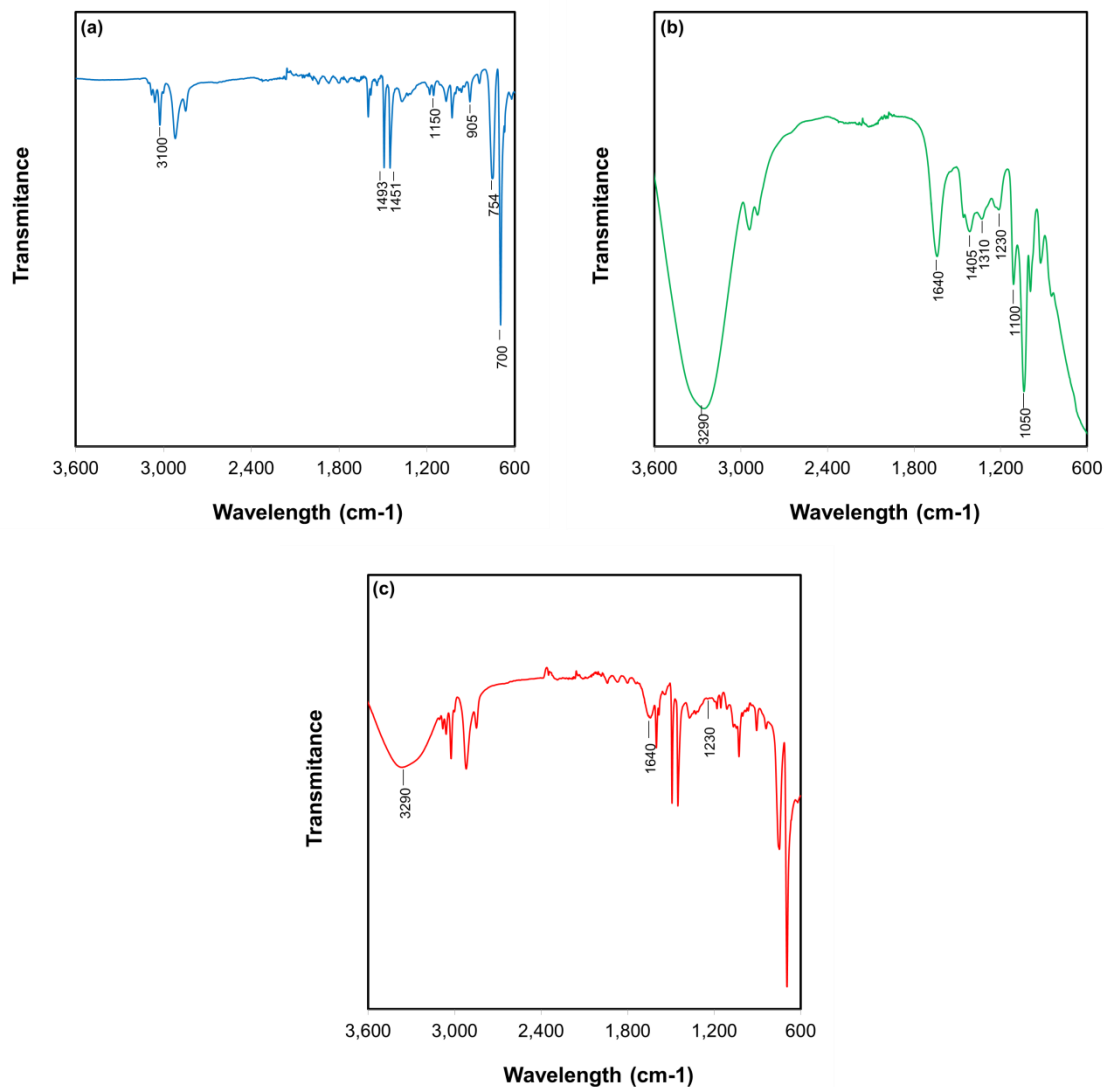 (a)
Transmitance
3100
1493
1451
1150
905
754
700
3,600 3,000 2,400 1,800 1,200 600
Wavelength (cm-1)
(b)
Transmitance
3290
1640
1405
1310
1230
1100
1050
3,600 3,000 2,400 1,800 1,200 600
Wavelength (cm-1)
(c)
Transmitance
3290
1640
1230
3,600 3,000 2,400 1,800 1,200 600
Wavelength (cm-1)